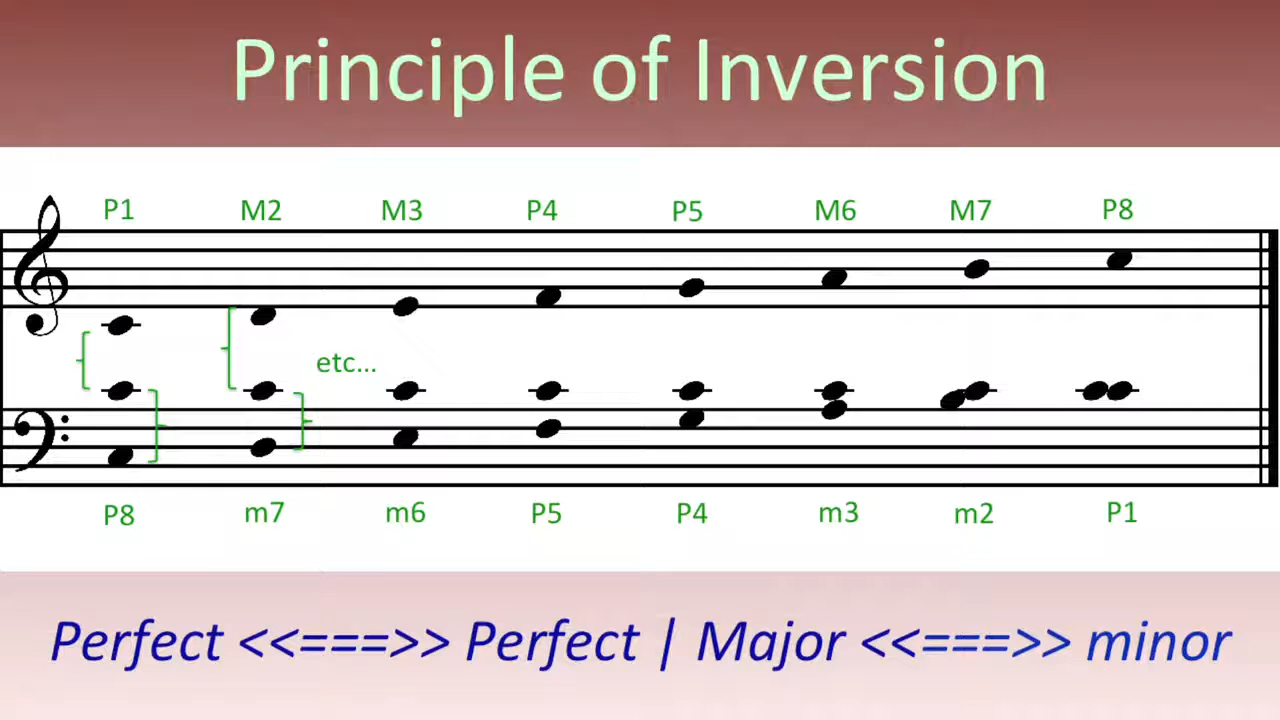 Principle of Inversion
P1 M2 M3 P4 P5 M6 M7 P8
etc...
P8 m7 m6 P5 P4 m3 m2 P1
Perfect <<===>> Perfect | Major <<===>> minor